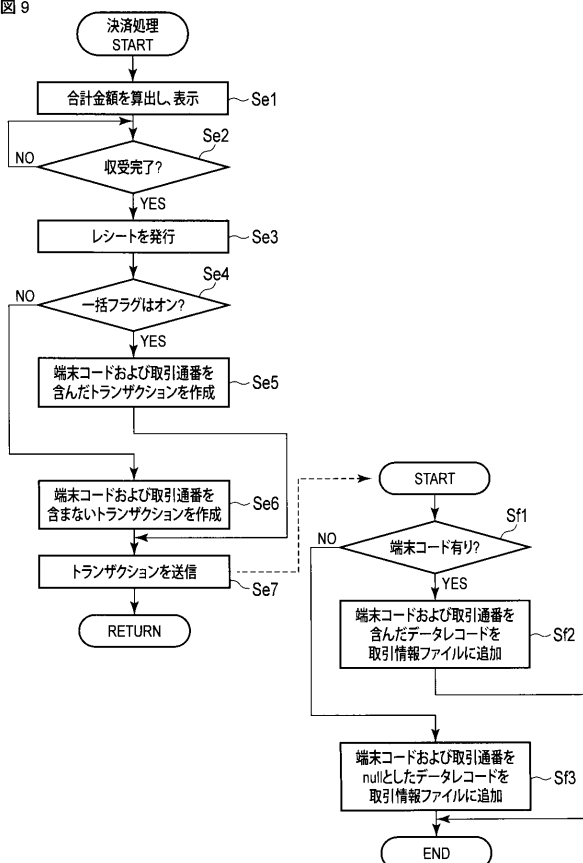 図9
決済処理
START
合計金額を算出し、表示
Se1
Se2
収受完了?
NO
YES
レシートを発行
Se3
Se4
一括フラグはオン?
NO
YES
端末コードおよび取引通番を
含んだトランザクションを作成
Se5
端末コードおよび取引通番を
含まないトランザクションを作成
Se6
トランザクションを送信
Se7
RETURN
START
Sf1
端末コード有り?
NO
YES
端末コードおよび取引通番を
含んだデータレコードを
取引情報ファイルに追加
Sf2
端末コードおよび取引通番を
nullとしたデータレコードを
取引情報ファイルに追加
Sf3
END